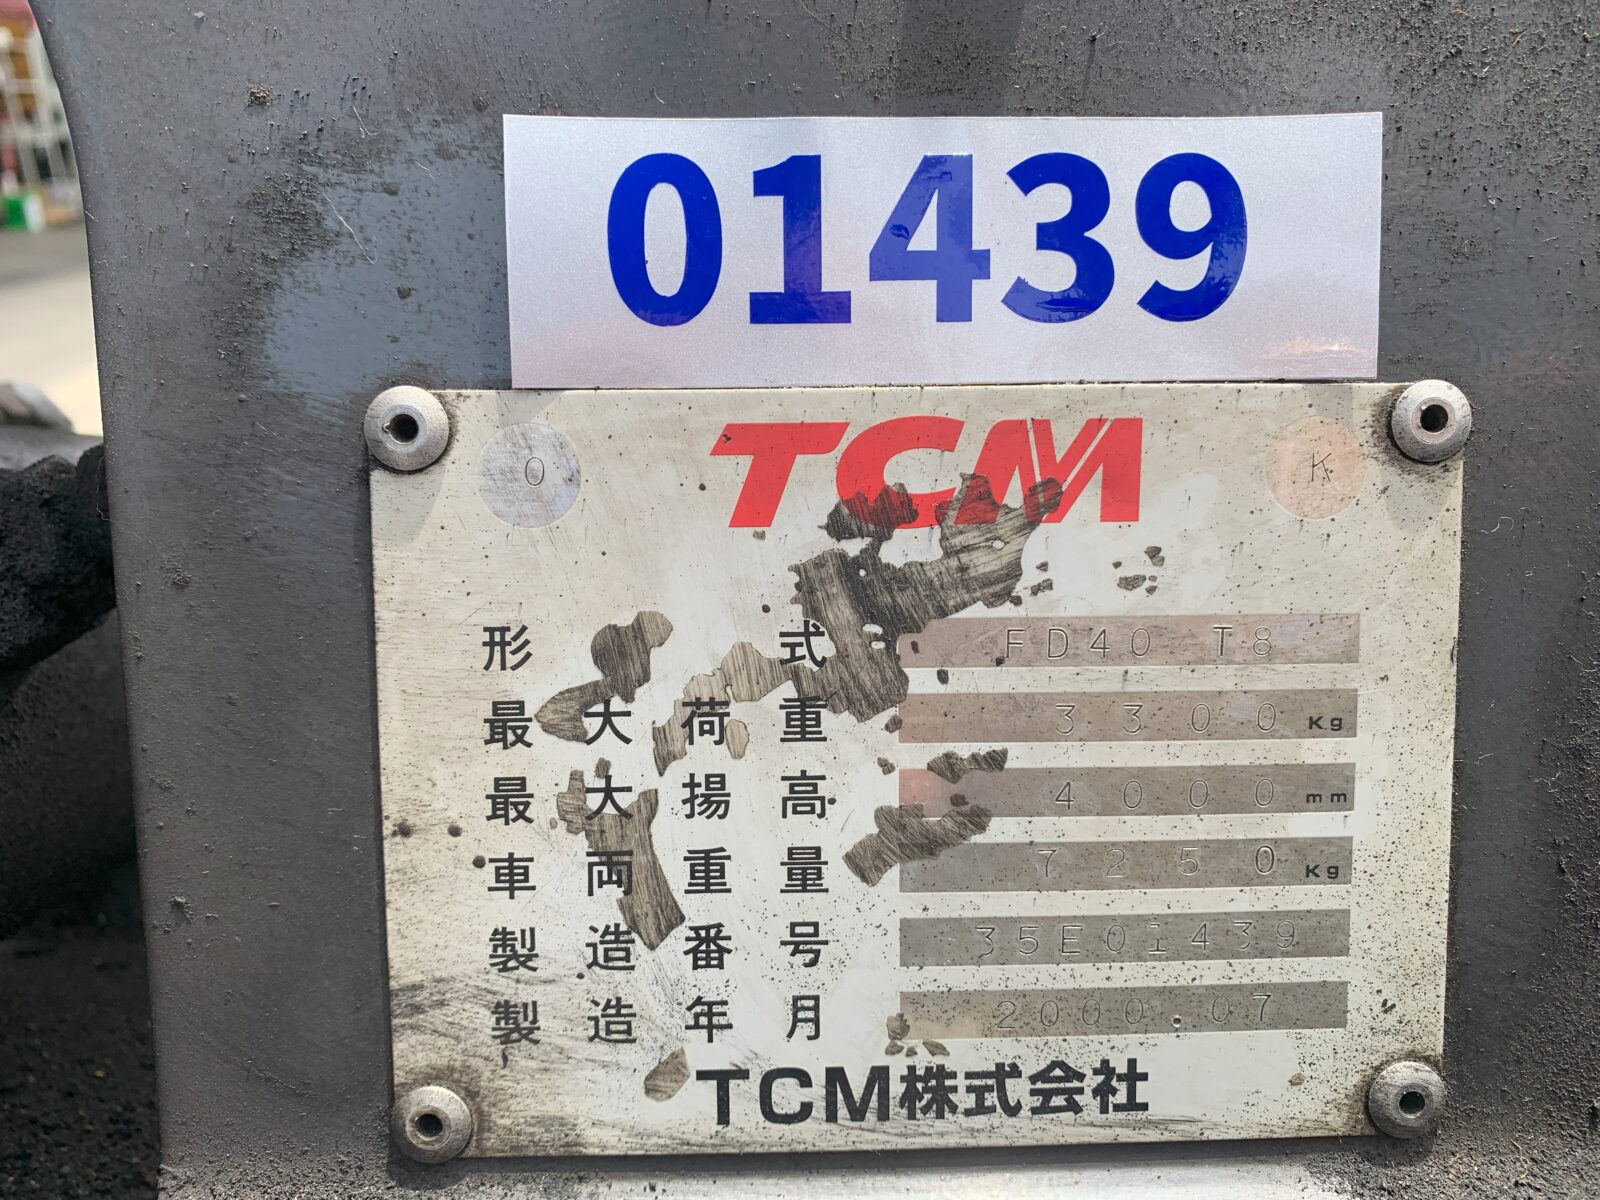 01439
O TCM K
形式 FD40 T8
最大荷重 3300 Kg
最大揚高 4000 mm
車両重量 7250 Kg
製造番号 35E01439
製造年月 2000.07
TCM株式会社